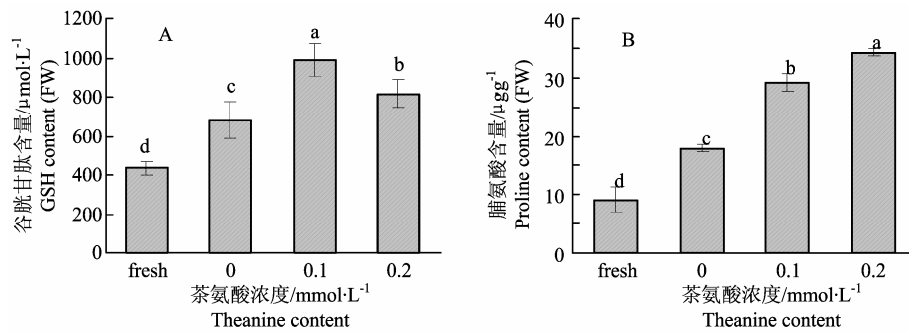 A
谷胱甘肽含量/μmol·L⁻¹
GSH content (FW)
1200
1000
800
600
400
200
0
d
c
a
b
fresh
0
0.1
0.2
茶氨酸浓度/mmol·L⁻¹
Theanine content
B
脯氨酸含量/μgg⁻¹
Proline content (FW)
40
30
20
10
0
d
c
b
a
fresh
0
0.1
0.2
茶氨酸浓度/mmol·L⁻¹
Theanine content